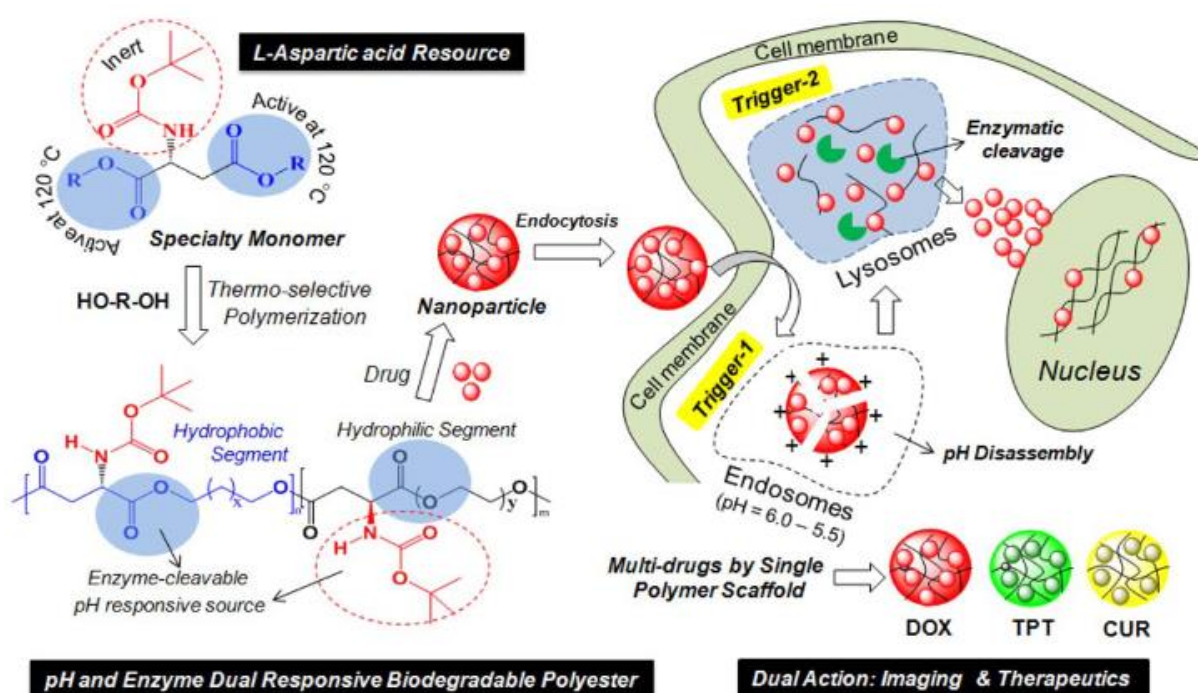 L-Aspartic acid Resource
Inert
O
O
NH
Active at 120 °C
O
O
R
R
O
O
Active at 120 °C
Specialty Monomer
HO-R-OH
Thermo-selective
Polymerization
Drug
Nanoparticle
Endocytosis
Cell membrane
Trigger-2
Enzymatic
cleavage
Lysosomes
Nucleus
Cell membrane
Trigger-1
+ + + + + + + +
pH Disassembly
Endosomes
(pH = 6.0 – 5.5)
O
H
N
O
O
Hydrophobic
Segment
Hydrophilic Segment
O
O
O
x
O
n
O
O
O
y
O
m
H
N
O
O
Enzyme-cleavable
pH responsive source
Multi-drugs by Single
Polymer Scaffold
DOX
TPT
CUR
pH and Enzyme Dual Responsive Biodegradable Polyester
Dual Action: Imaging & Therapeutics